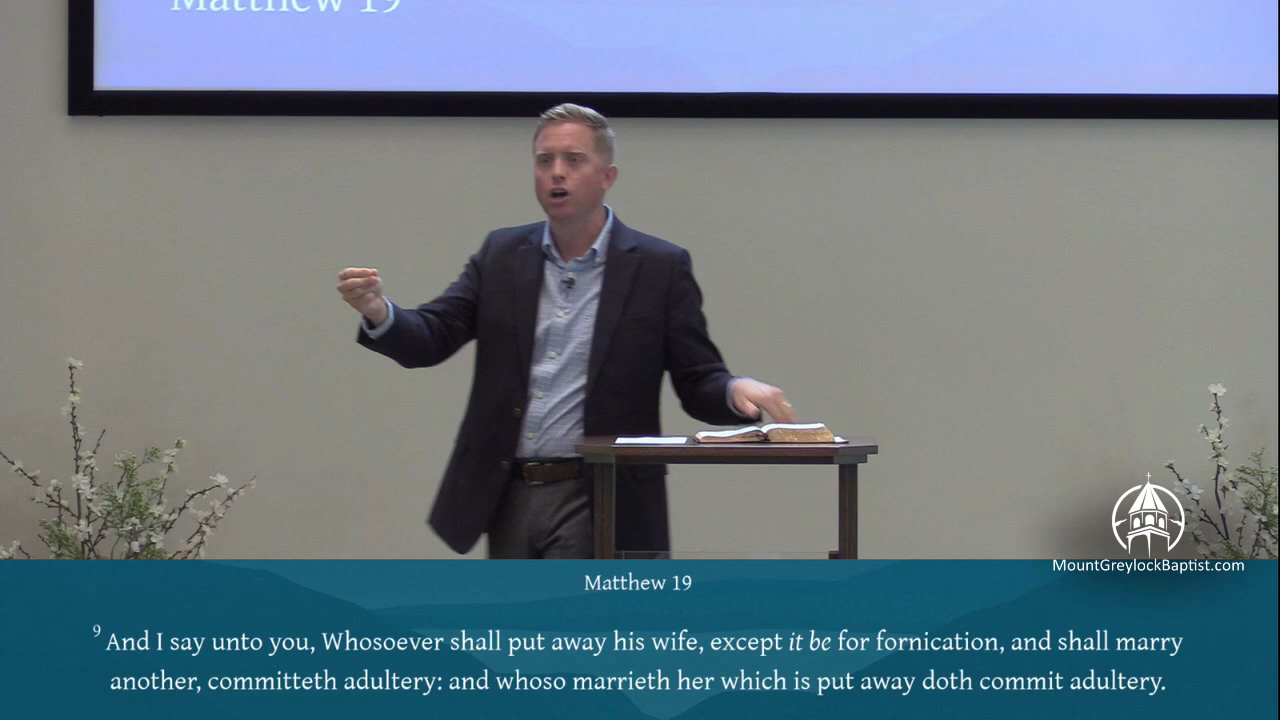 Matthew 19
MountGreylockBaptist.com
Matthew 19
9 And I say unto you, Whosoever shall put away his wife, except it be for fornication, and shall marry
another, committeth adultery: and whoso marrieth her which is put away doth commit adultery.